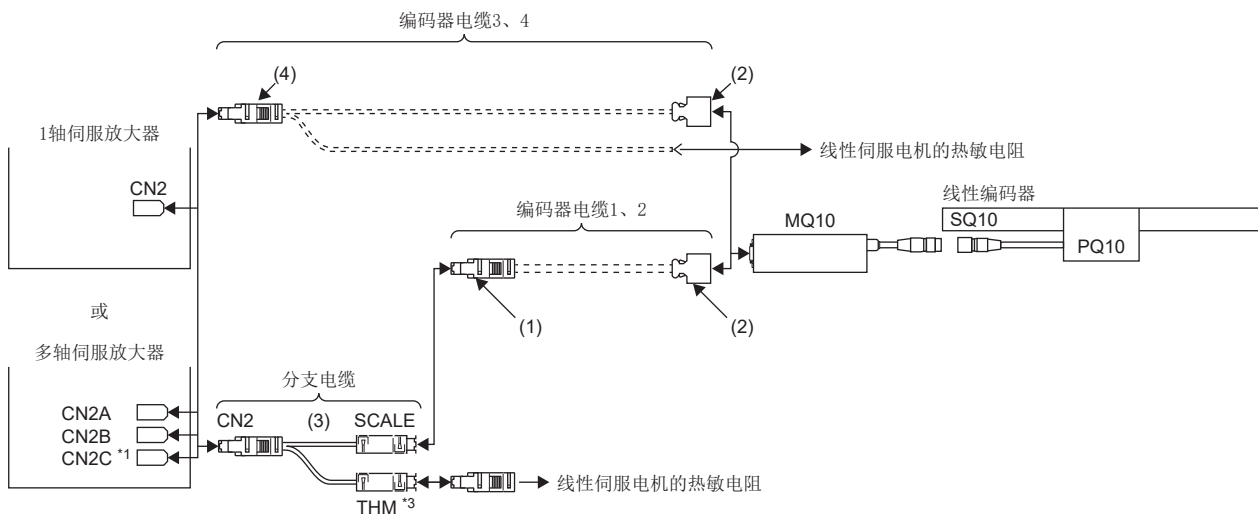 编码器电缆3、4
(4)
(2)
1轴伺服放大器
线性伺服电机的热敏电阻
CN2
线性编码器
编码器电缆1、2
MQ10
SQ10
PQ10
(1)
(2)
或
多轴伺服放大器
分支电缆
CN2A
CN2
(3)
SCALE
CN2B
CN2C *1
线性伺服电机的热敏电阻
THM *3